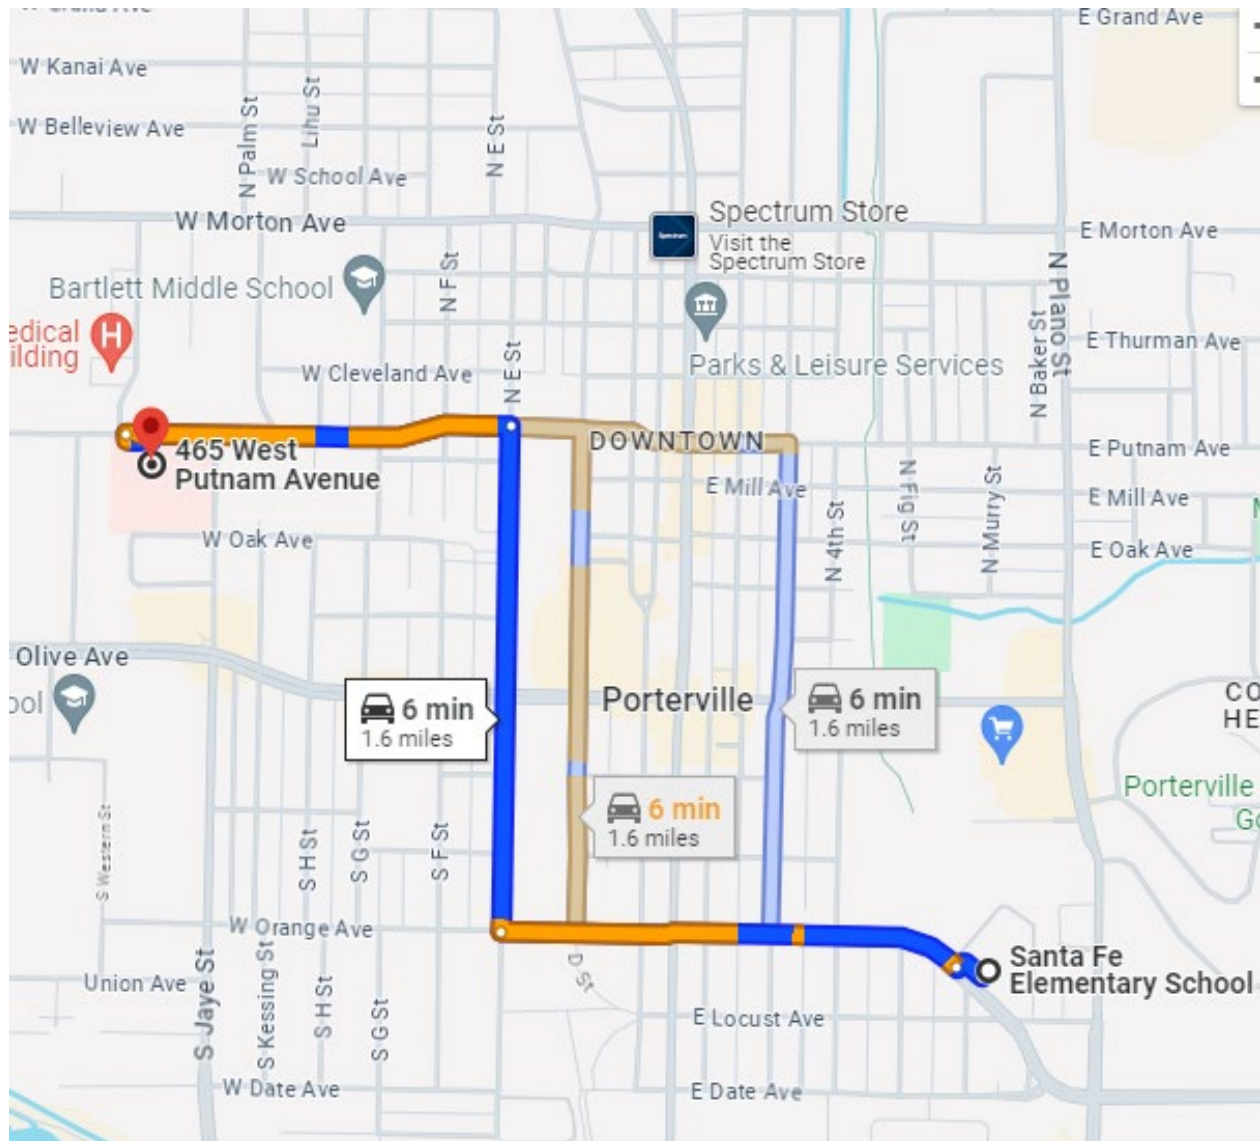 E Grand Ave
W Kanai Ave
N Palm St
Lihu St
W Belleview Ave
N E St
W School Ave
W Morton Ave
Spectrum Store
Visit the
Spectrum Store
Spectrum
E Morton Ave
Bartlett Middle School
N F St
N Plano St
edical
ilding
H
Parks & Leisure Services
N Baker St
E Thurman Ave
W Cleveland Ave
N E St
465 West
Putnam Avenue
DOWNTOWN
E Putnam Ave
E Mill Ave
N Fig St
N Murry St
E Mill Ave
W Oak Ave
N 4th St
E Oak Ave
Olive Ave
ool
6 min
1.6 miles
Porterville
6 min
1.6 miles
CO
HE
6 min
1.6 miles
Porterville
Go
S Western St
S H St
S G St
S F St
W Orange Ave
Santa Fe
Elementary School
Union Ave
S Jaye St
S Kessing St
S H St
S G St
D St
E Locust Ave
W Date Ave
E Date Ave